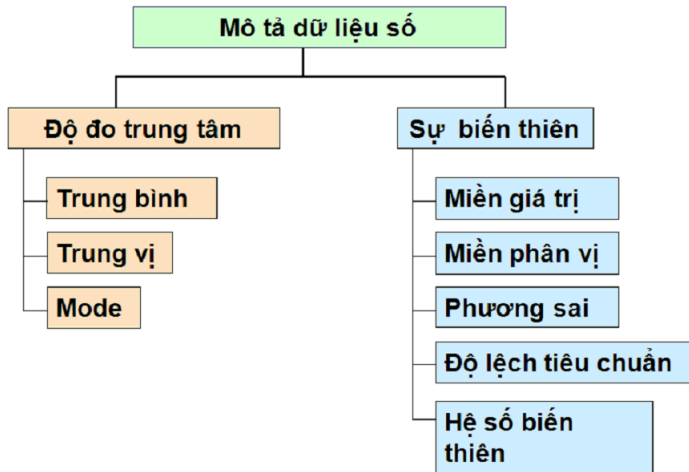 Mô tả dữ liệu số
Độ đo trung tâm
Trung bình
Trung vị
Mode
Sự biến thiên
Miền giá trị
Miền phân vị
Phương sai
Độ lệch tiêu chuẩn
Hệ số biến
thiên